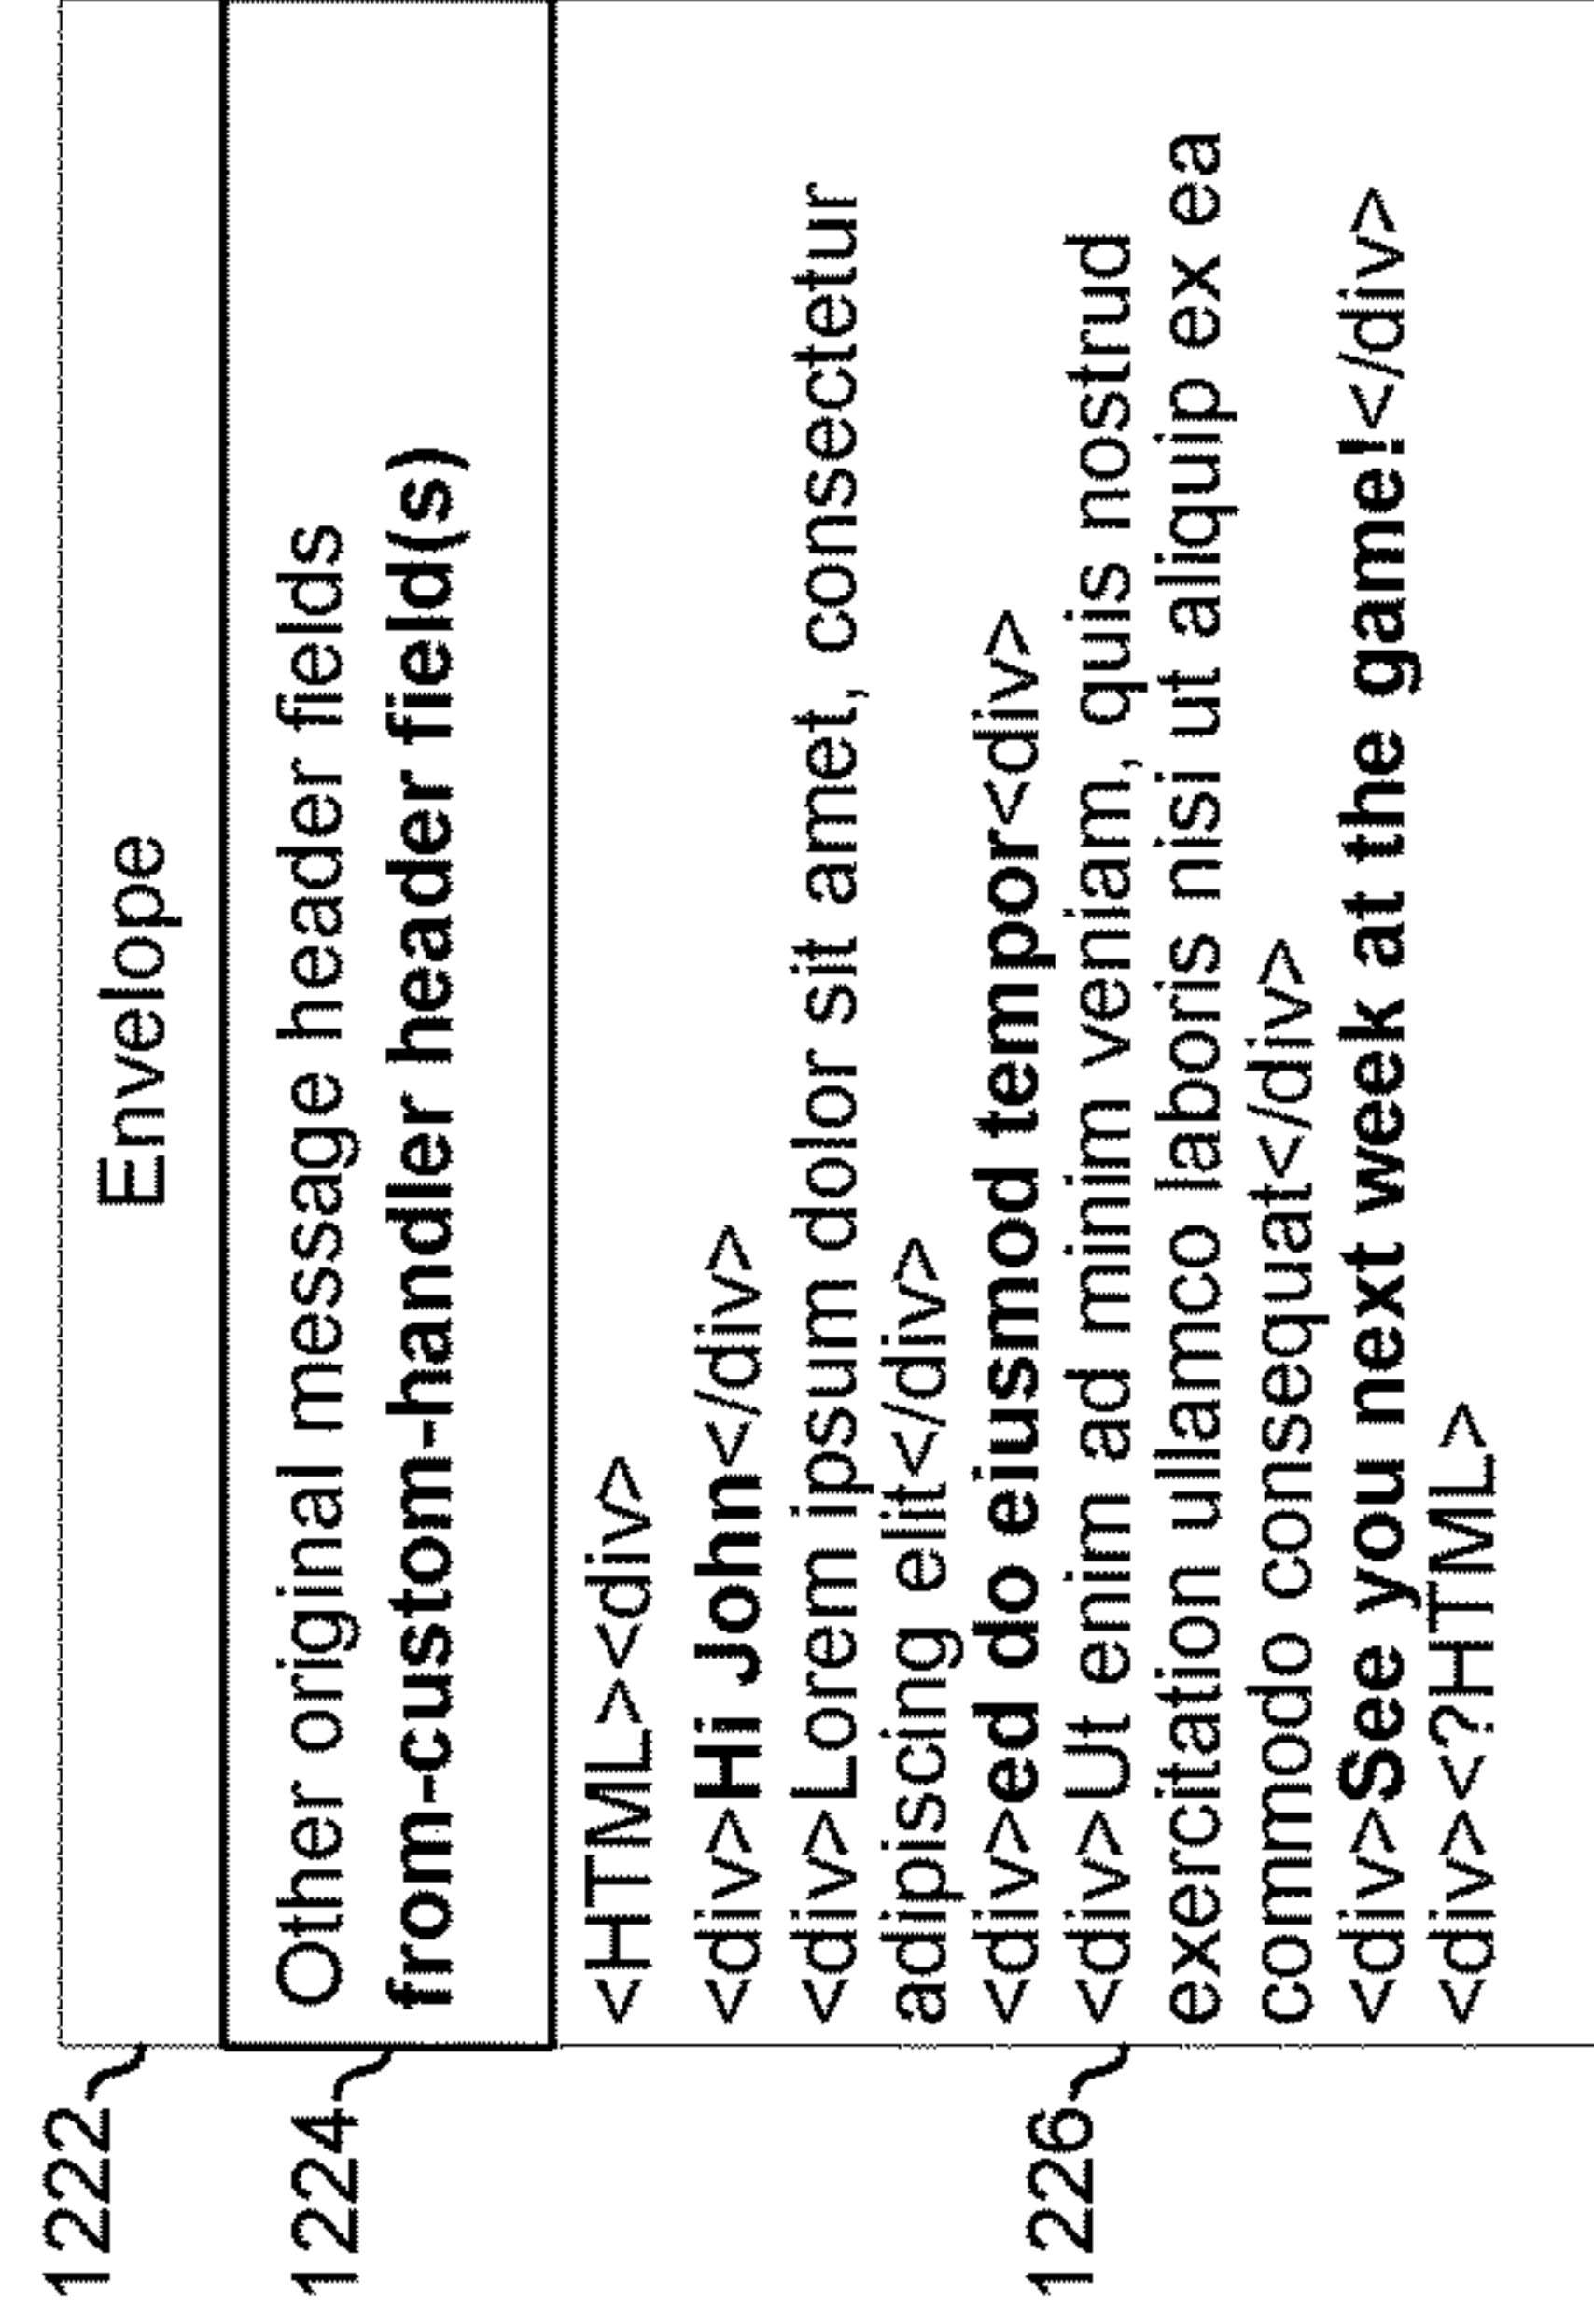 1222
Envelope
1224
Other original message header fields
from-custom-handler header field(s)
1226
<HTML><div>
<div>Hi John</div>
<div>Lorem ipsum dolor sit amet, consectetur
adipiscing elit</div>
<div>ed do eiusmod tempor<div>
<div>Ut enim ad minim veniam, quis nostrud
exercitation ullamco laboris nisi ut aliquip ex ea
commodo consequat</div>
<div>See you next week at the game!</div>
<div><?HTML>